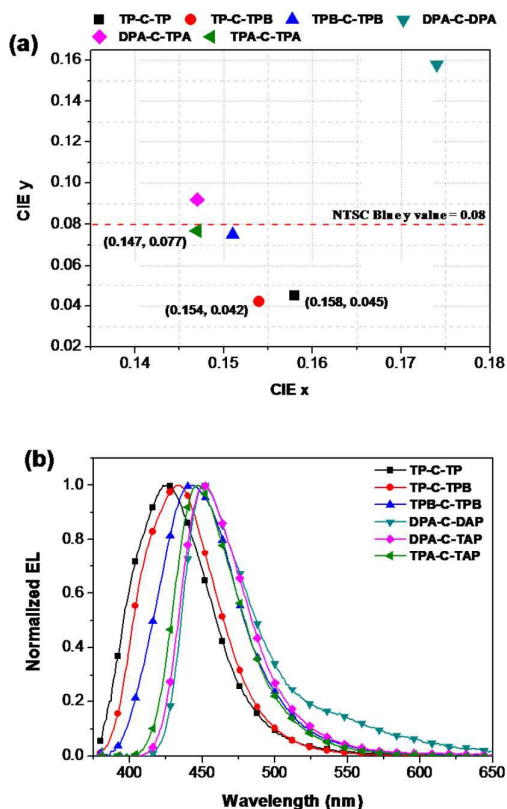 TP-C-TP TP-C-TPB TPB-C-TPB DPA-C-DPA
DPA-C-TPA TPA-C-TPA
(a)
0.16
0.14
0.12
0.10
0.08
0.06
0.04
0.02
CIE y
NTSC Blue y value = 0.08
(0.147, 0.077)
(0.154, 0.042)
(0.158, 0.045)
0.14 0.15 0.16 0.17 0.18
CIE x
(b)
TP-C-TP
TP-C-TPB
TPB-C-TPB
DPA-C-DAP
DPA-C-TAP
TPA-C-TAP
1.0
0.8
0.6
0.4
0.2
0.0
Normalized EL
400 450 500 550 600 650
Wavelength (nm)